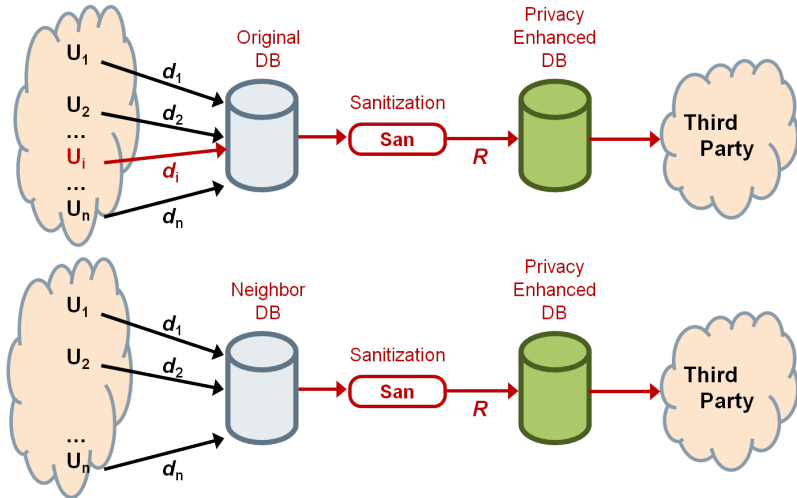 U1
U2
...
Ui
...
Un
d1
d2
di
dn
Original
DB
Sanitization
San
R
Privacy
Enhanced
DB
Third
Party
U1
U2
...
Un
d1
d2
dn
Neighbor
DB
Sanitization
San
R
Privacy
Enhanced
DB
Third
Party